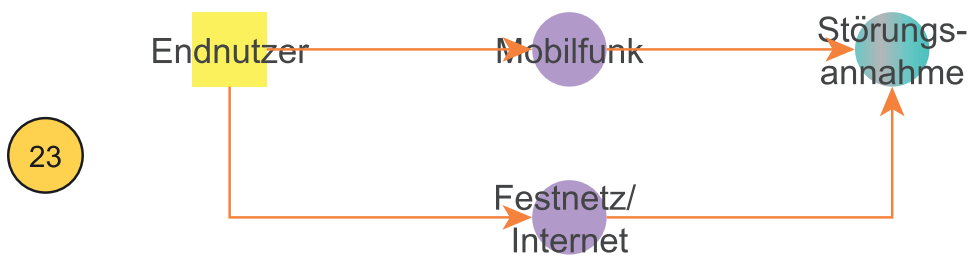 Endnutzer
Mobilfunk
Störungs-
annahme
23
Festnetz/
Internet